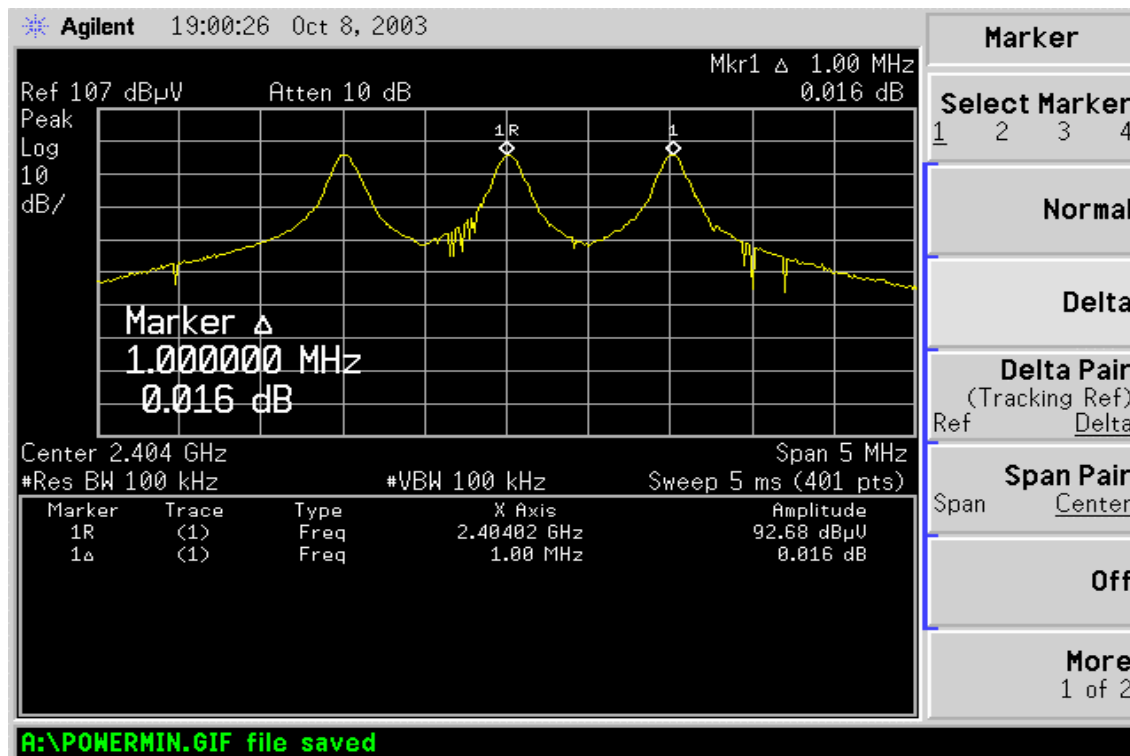 Agilent 19:00:26 Oct 8, 2003
Mkr1 Δ 1.00 MHz
Ref 107 dBµV Atten 10 dB 0.016 dB
Peak
Log
10
dB/
1R 1
Marker Δ
1.000000 MHz
0.016 dB
Center 2.404 GHz Span 5 MHz
#Res BW 100 kHz #VBW 100 kHz Sweep 5 ms (401 pts)
Marker Trace Type X Axis Amplitude
1R (1) Freq 2.40402 GHz 92.68 dBµV
1Δ (1) Freq 1.00 MHz 0.016 dB
A:\POWERMIN.GIF file saved
Marker
Select Marker
1 2 3 4
Normal
Delta
Delta Pair
(Tracking Ref)
Ref Delta
Span Pair
Span Center
Off
More
1 of 2